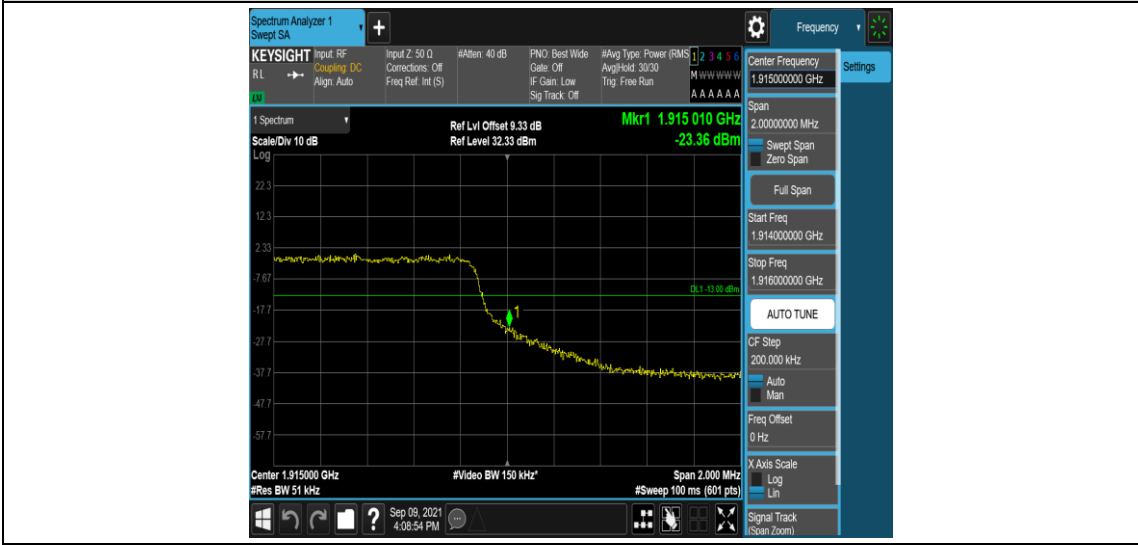 Spectrum Analyzer 1
Swept SA
Frequency
KEYSIGHT
RL
Input: RF
Coupling: DC
Align: Auto
Input Z: 50 Ω
Corrections: Off
Freq Ref: Int (S)
#Atten: 40 dB
PNO: Best Wide
Gate: Off
IF Gain: Low
Sig Track: Off
#Avg Type: Power (RMS
Avg|Hold: 30/30
Trig: Free Run
1 2 3 4 5 6
M W W W W W
A A A A A A
1 Spectrum
Scale/Div 10 dB
Log
Ref Lvl Offset 9.33 dB
Ref Level 32.33 dBm
Mkr1 1.915 010 GHz
-23.36 dBm
22.3
12.3
2.33
-7.67
-17.7
-27.7
-37.7
-47.7
-57.7
DL1 -13.00 dBm
1
Center 1.915000 GHz
#Res BW 51 kHz
#Video BW 150 kHz*
Span 2.000 MHz
#Sweep 100 ms (601 pts)
Sep 09, 2021
4:08:54 PM
Center Frequency
1.915000000 GHz
Span
2.00000000 MHz
Swept Span
Zero Span
Full Span
Start Freq
1.914000000 GHz
Stop Freq
1.916000000 GHz
AUTO TUNE
CF Step
200.000 kHz
Auto
Man
Freq Offset
0 Hz
X Axis Scale
Log
Lin
Signal Track
(Span Zoom)
Settings